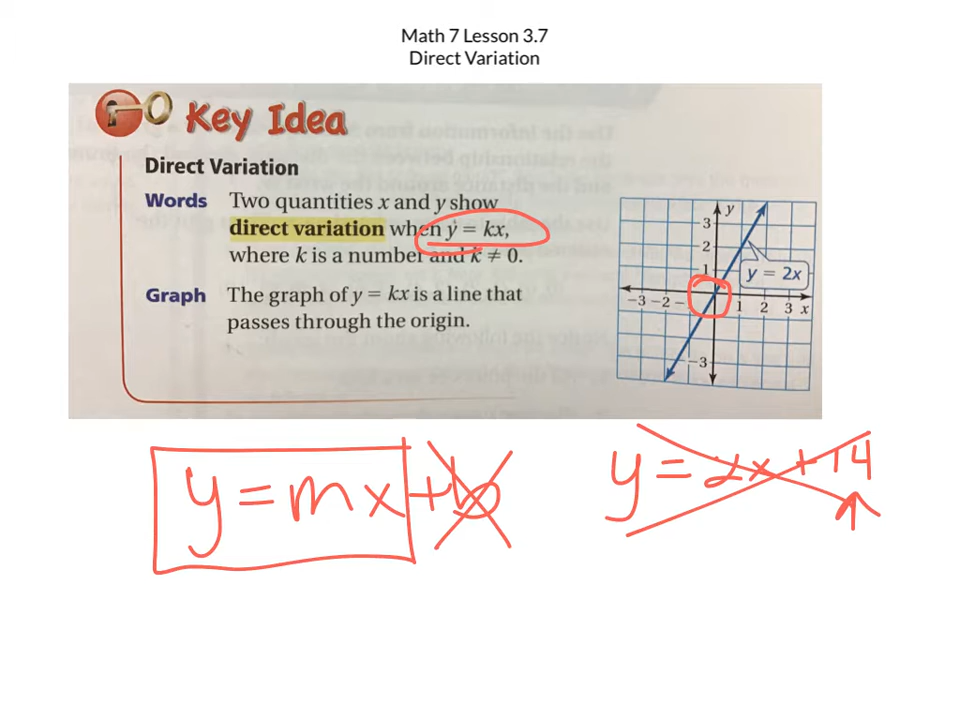 Math 7 Lesson 3.7
Direct Variation
Key Idea
Direct Variation
Words Two quantities x and y show
direct variation when y = kx,
where k is a number and k ≠ 0.
Graph The graph of y = kx is a line that
passes through the origin.
y
3
2
1
y = 2x
-3 -2 - 1 2 3 x
-3
y = mx + b
y = 2x + 14